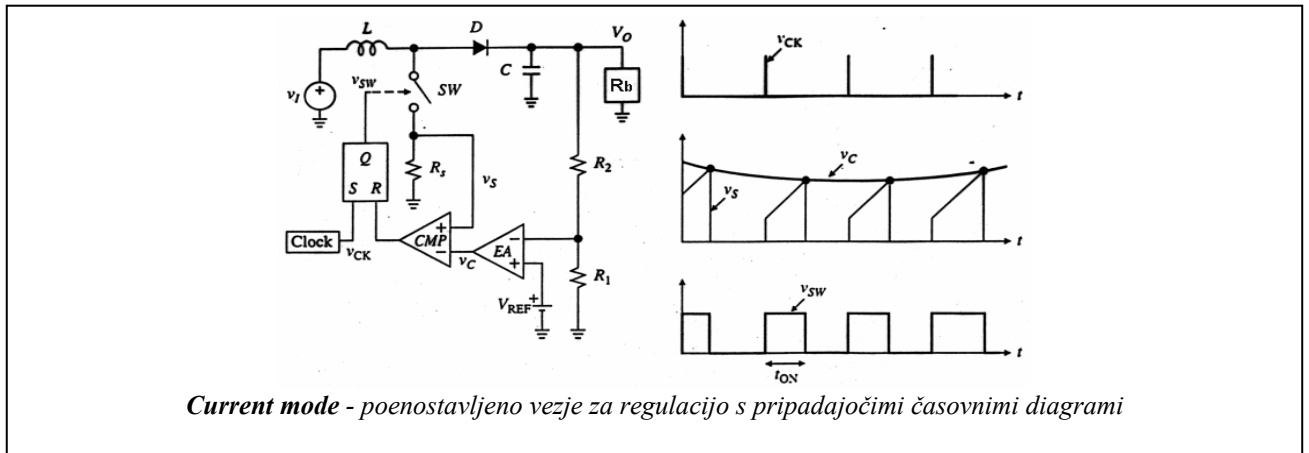 L
D
V_O
v_I
v_SW
SW
C
Rb
Q
S R
R_s
v_S
R_2
Clock
v_CK
CMP
v_C
EA
R_1
V_REF
v_CK
t
v_C
v_S
t
v_SW
t_ON
t
Current mode - poenostavljeno vezje za regulacijo s pripadajočimi časovnimi diagrami